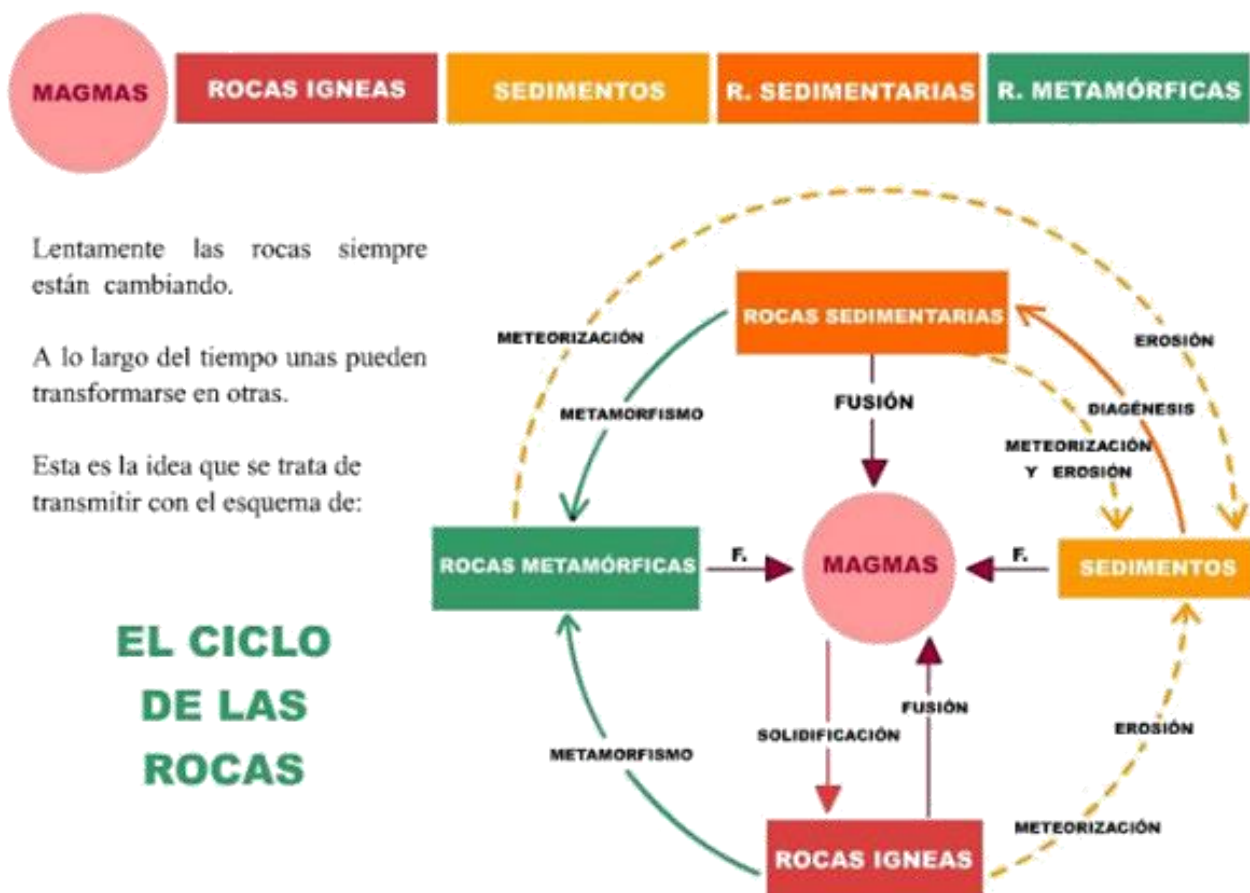 MAGMAS
ROCAS IGNEAS
SEDIMENTOS
R. SEDIMENTARIAS
R. METAMÓRFICAS
Lentamente las rocas siempre
están cambiando.
A lo largo del tiempo unas pueden
transformarse en otras.
Esta es la idea que se trata de
transmitir con el esquema de:
EL CICLO
DE LAS
ROCAS
ROCAS SEDIMENTARIAS
METEORIZACIÓN
EROSIÓN
METAMORFISMO
FUSIÓN
DIAGÉNESIS
METEORIZACIÓN
Y EROSIÓN
ROCAS METAMÓRFICAS
F.
MAGMAS
F.
SEDIMENTOS
SOLIDIFICACIÓN
FUSIÓN
METAMORFISMO
EROSIÓN
METEORIZACIÓN
ROCAS IGNEAS